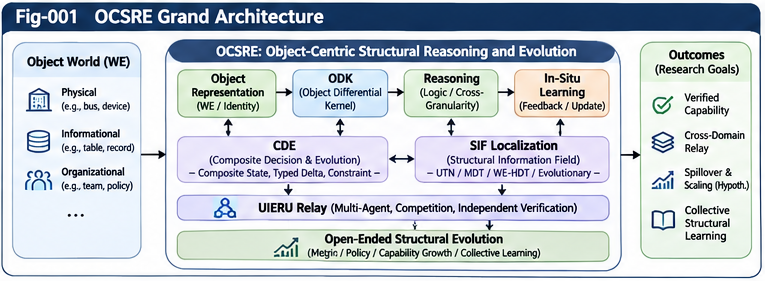 Fig-001 OCSRE Grand Architecture
Object World (WE)
Physical
(e.g., bus, device)
Informational
(e.g., table, record)
Organizational
(e.g., team, policy)
...
OCSRE: Object-Centric Structural Reasoning and Evolution
Object
Representation
(WE / Identity)
ODK
(Object Differential
Kernel)
Reasoning
(Logic / Cross-
Granularity)
In-Situ
Learning
(Feedback / Update)
CDE
(Composite Decision & Evolution)
– Composite State, Typed Delta, Constraint –
SIF Localization
(Structural Information Field)
– UTN / MDT / WE-HDT / Evolutionary –
UIERU Relay (Multi-Agent, Competition, Independent Verification)
Open-Ended Structural Evolution
(Metric / Policy / Capability Growth / Collective Learning)
Outcomes
(Research Goals)
Verified
Capability
Cross-Domain
Relay
Spillover &
Scaling (Hypoth.)
Collective
Structural
Learning